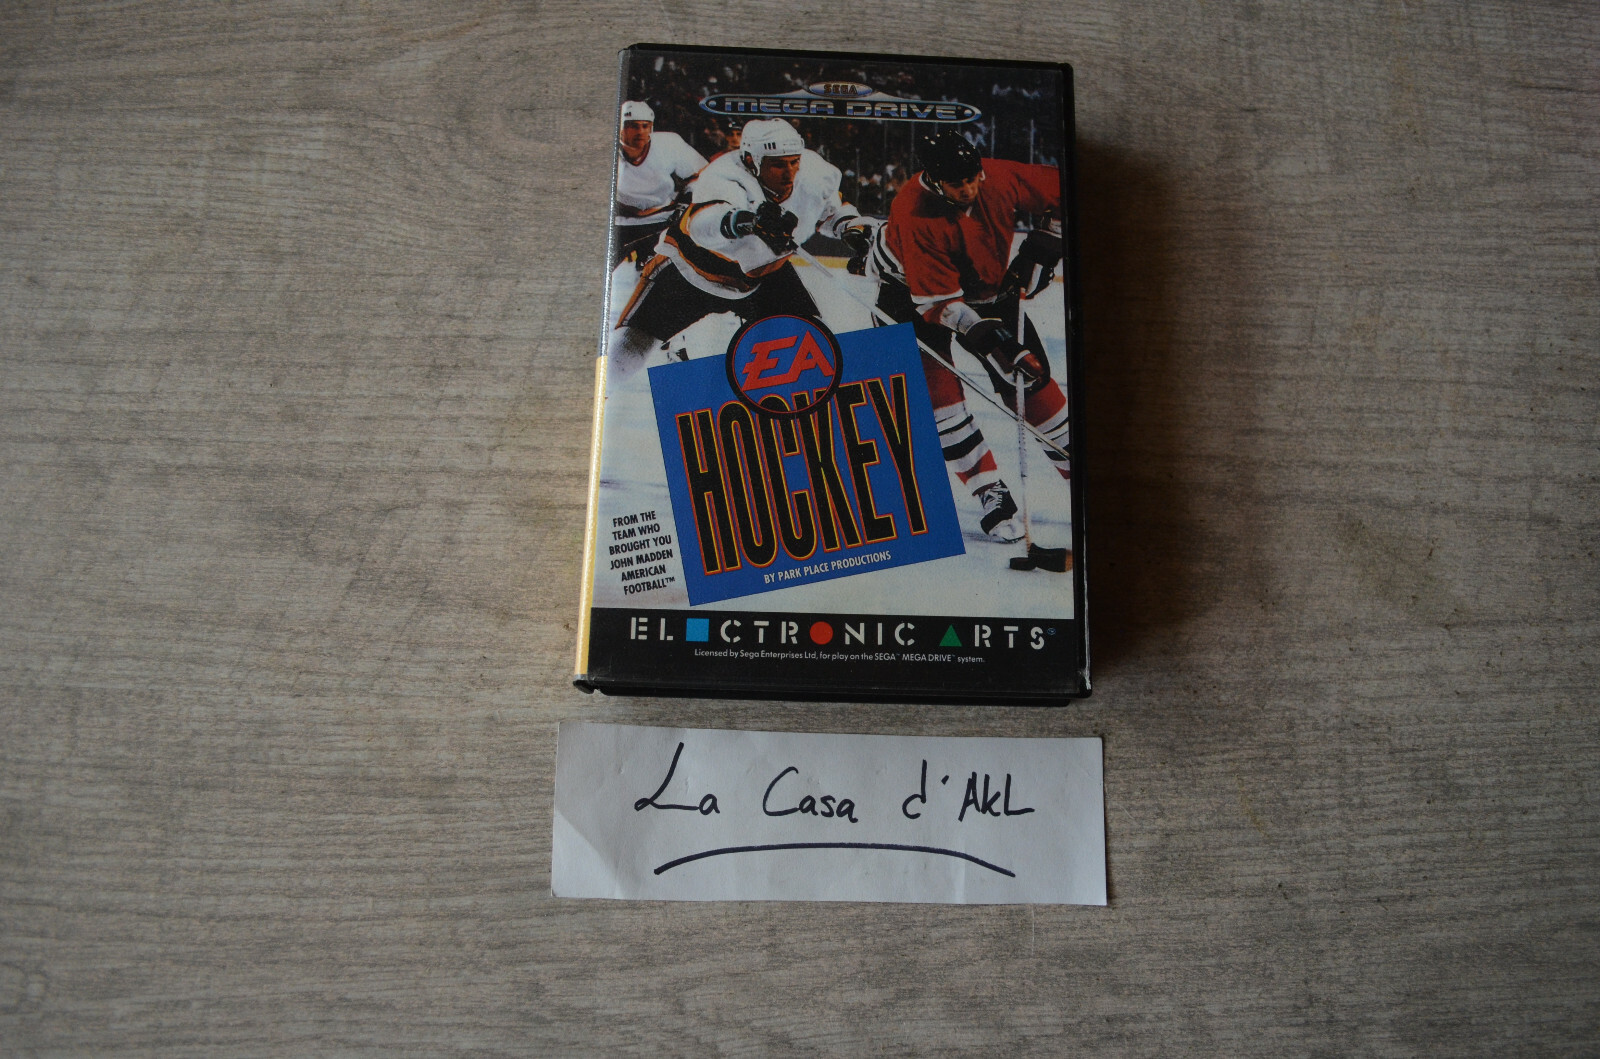 SEGA
MEGA DRIVE
EA
HOCKEY
BY PARK PLACE PRODUCTIONS
FROM THE
TEAM WHO
BROUGHT YOU
JOHN MADDEN
AMERICAN
FOOTBALL™
ELECTRONIC ARTS®
Licensed by Sega Enterprises Ltd, for play on the SEGA™ MEGA DRIVE™ system.
La Casa d'AkL